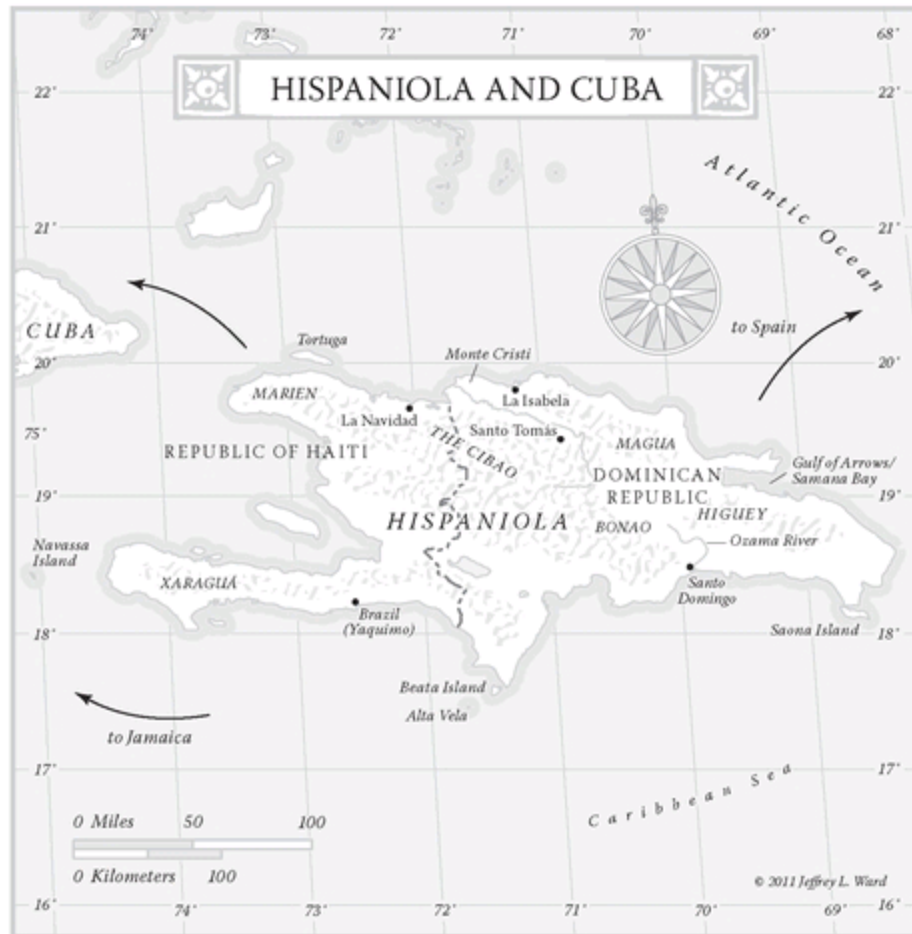 74° 73° 72° 71° 70° 69° 68°
HISPANIOLA AND CUBA
22° 22°
Atlantic Ocean
21° 21°
CUBA
to Spain
Tortuga
20° 20°
Monte Cristi
MARIEN
La Isabela
La Navidad
Santo Tomás
75°
THE CIBAO
MAGUA
REPUBLIC OF HAITI
Gulf of Arrows/
Samana Bay
DOMINICAN
REPUBLIC
19° 19°
HIGUEY
HISPANIOLA
BONAO
Ozama River
Navassa
Island
XARAGUÁ
Santo
Domingo
Brazil
(Yaquimo)
Saona Island
18° 18°
Beata Island
Alta Vela
to Jamaica
17° 17°
Caribbean Sea
0 Miles 50 100
0 Kilometers 100
© 2011 Jeffrey L. Ward
16° 16°
74° 73° 72° 71° 70° 69°